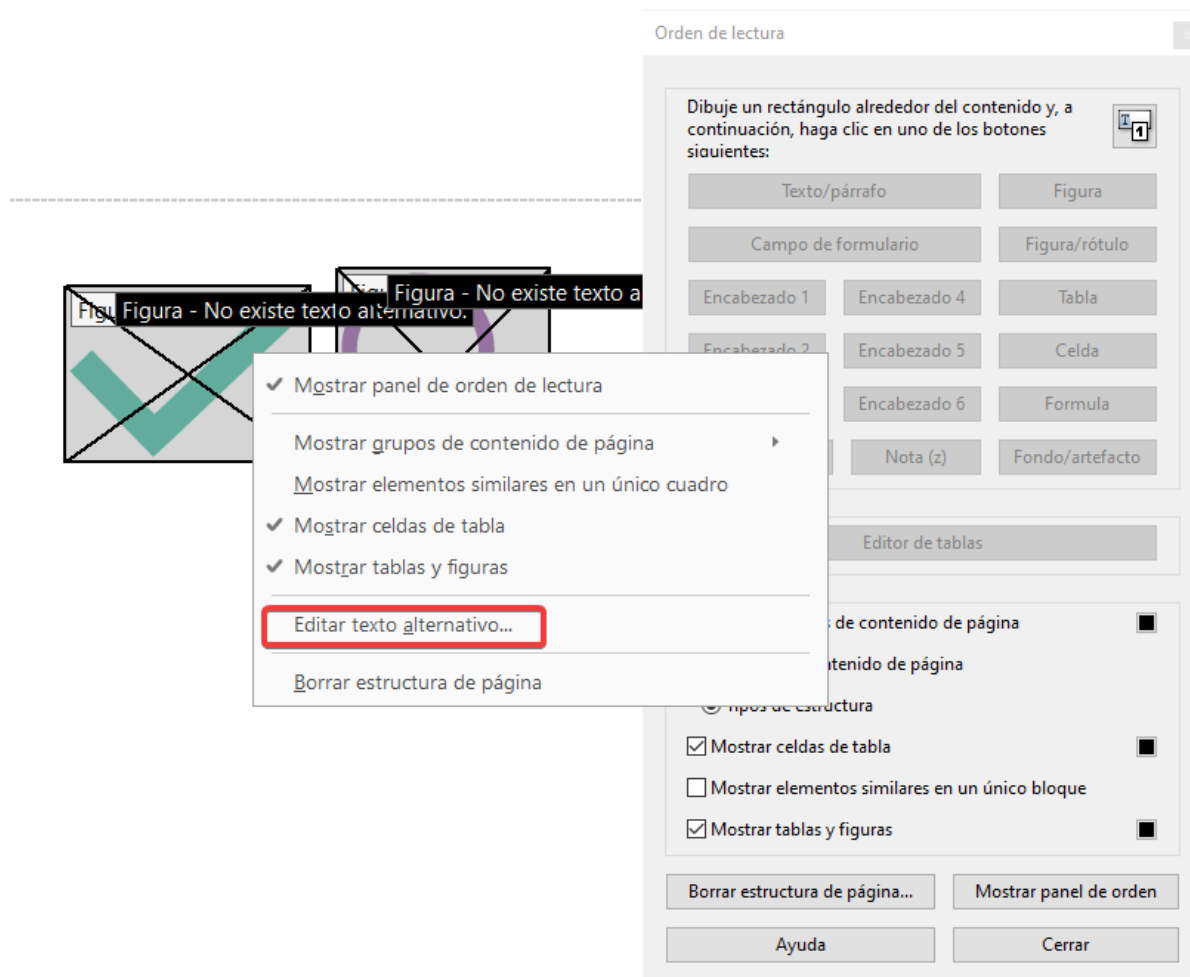 Orden de lectura
Dibuje un rectángulo alrededor del contenido y, a
continuación, haga clic en uno de los botones
siguientes:
Texto/párrafo
Figura
Campo de formulario
Figura/rótulo
Encabezado 1
Encabezado 4
Tabla
Encabezado 2
Encabezado 5
Celda
Encabezado 6
Formula
Nota (z)
Fondo/artefacto
Editor de tablas
de contenido de página
contenido de página
Tipos de estructura
Mostrar celdas de tabla
Mostrar elementos similares en un único bloque
Mostrar tablas y figuras
Borrar estructura de página...
Mostrar panel de orden
Ayuda
Cerrar
Figura - No existe texto alternativo.
Figura - No existe texto a
Mostrar panel de orden de lectura
Mostrar grupos de contenido de página
Mostrar elementos similares en un único cuadro
Mostrar celdas de tabla
Mostrar tablas y figuras
Editar texto alternativo...
Borrar estructura de página